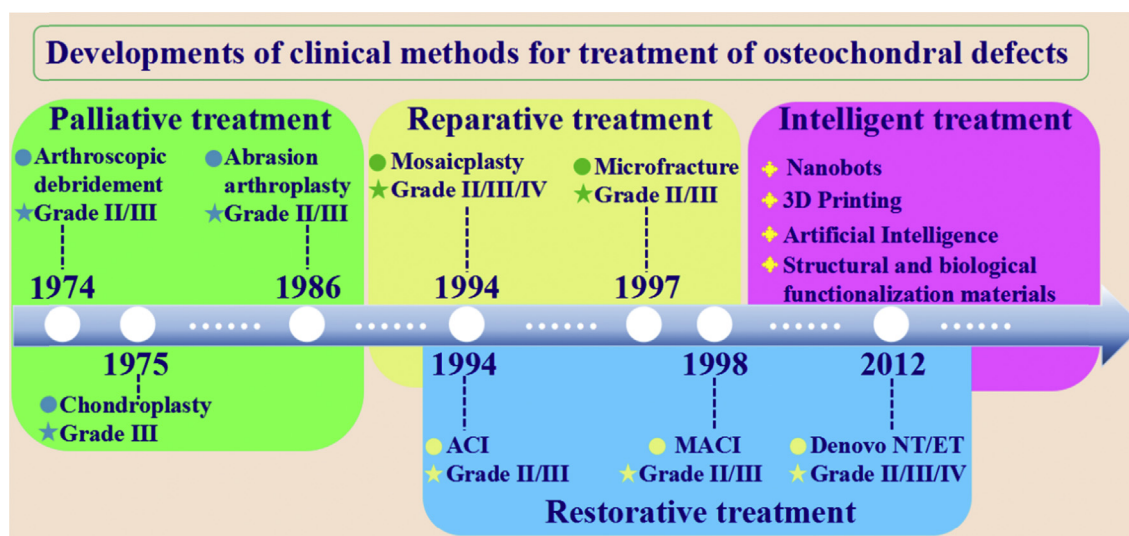 Developments of clinical methods for treatment of osteochondral defects
Palliative treatment
Arthroscopic
debridement
Grade II/III
1974
Abrasion
arthroplasty
Grade II/III
1986
1975
Chondroplasty
Grade III
Reparative treatment
Mosaicplasty
Grade II/III/IV
1994
Microfracture
Grade II/III
1997
Intelligent treatment
Nanobots
3D Printing
Artificial Intelligence
Structural and biological
functionalization materials
1994
ACI
Grade II/III
1998
MACI
Grade II/III
2012
Denovo NT/ET
Grade II/III/IV
Restorative treatment